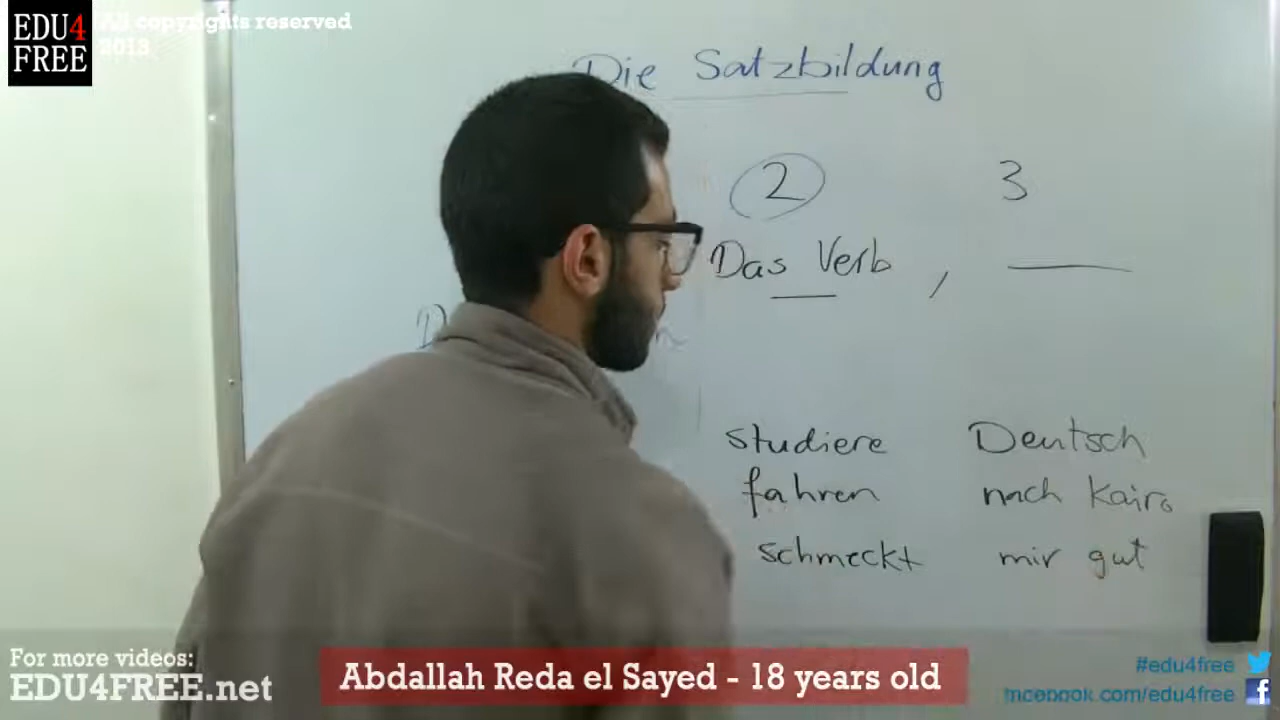 EDU4
FREE
All copyrights reserved
2013
Die Satzbildung
2 3
Das Verb ,
studiere Deutsch
fahren nach Kairo
schmeckt mir gut
For more videos:
EDU4FREE.net
Abdallah Reda el Sayed - 18 years old
#edu4free
facebook.com/edu4free